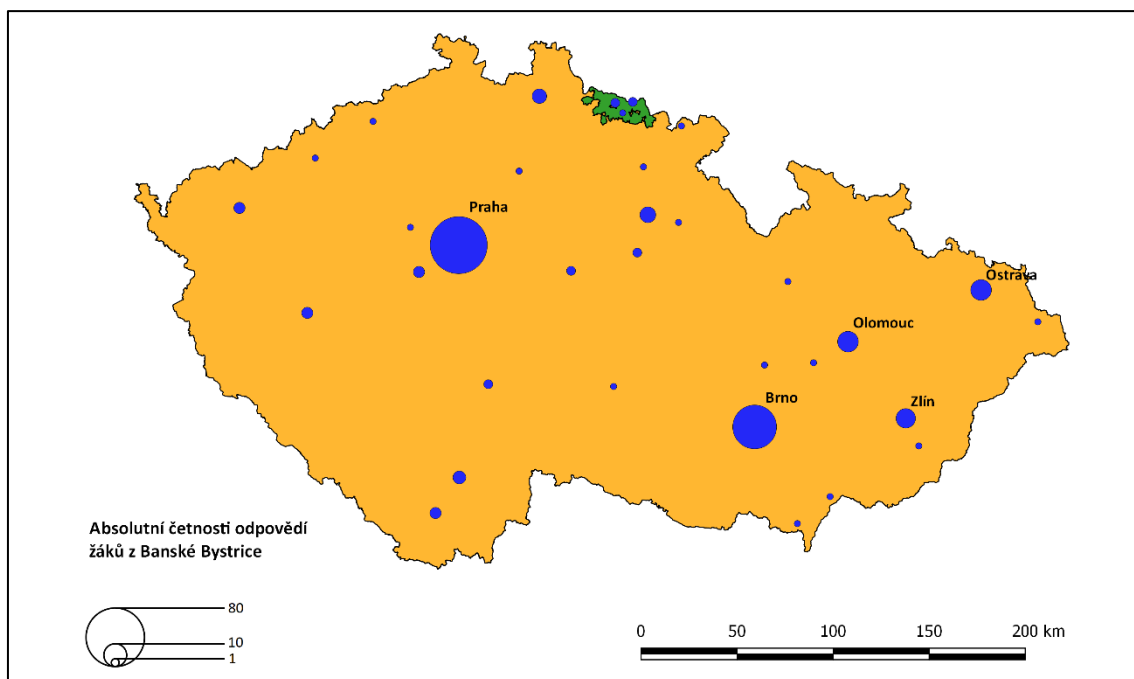 Praha
Ostrava
Olomouc
Brno
Zlín
Absolutní četnosti odpovědí
žáků z Banské Bystrice
80
10
1
0 50 100 150 200 km